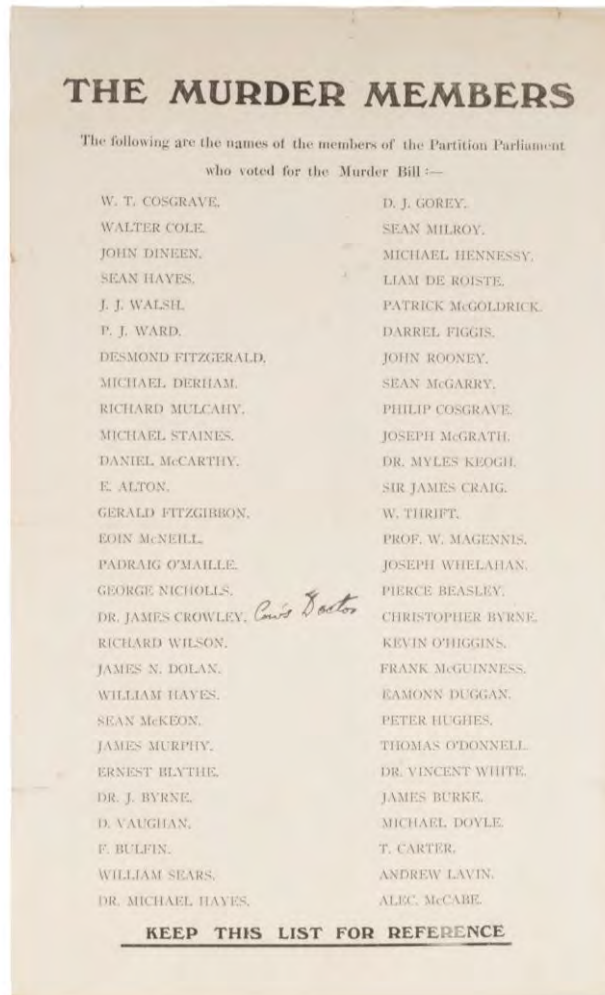 THE MURDER MEMBERS
The following are the names of the members of the Partition Parliament
who voted for the Murder Bill :—
W. T. COSGRAVE.
WALTER COLE.
JOHN DINEEN.
SEAN HAYES.
J. J. WALSH.
P. J. WARD.
DESMOND FITZGERALD.
MICHAEL DERHAM.
RICHARD MULCAHY.
MICHAEL STAINES.
DANIEL McCARTHY.
E. ALTON.
GERALD FITZGIBBON.
EOIN McNEILL.
PADRAIG O'MAILLE.
GEORGE NICHOLLS.
DR. JAMES CROWLEY. Cow's Doctor
RICHARD WILSON.
JAMES N. DOLAN.
WILLIAM HAYES.
SEAN McKEON.
JAMES MURPHY.
ERNEST BLYTHE.
DR. J. BYRNE.
D. VAUGHAN.
F. BULFIN.
WILLIAM SEARS.
DR. MICHAEL HAYES.
D. J. GOREY.
SEAN MILROY.
MICHAEL HENNESSY.
LIAM DE ROISTE.
PATRICK McGOLDRICK.
DARREL FIGGIS.
JOHN ROONEY.
SEAN McGARRY.
PHILIP COSGRAVE.
JOSEPH McGRATH.
DR. MYLES KEOGH.
SIR JAMES CRAIG.
W. THRIFT.
PROF. W. MAGENNIS.
JOSEPH WHELAHAN.
PIERCE BEASLEY.
CHRISTOPHER BYRNE.
KEVIN O'HIGGINS.
FRANK McGUINNESS.
EAMONN DUGGAN.
PETER HUGHES.
THOMAS O'DONNELL.
DR. VINCENT WHITE.
JAMES BURKE.
MICHAEL DOYLE.
T. CARTER.
ANDREW LAVIN.
ALEC. McCABE.
KEEP THIS LIST FOR REFERENCE